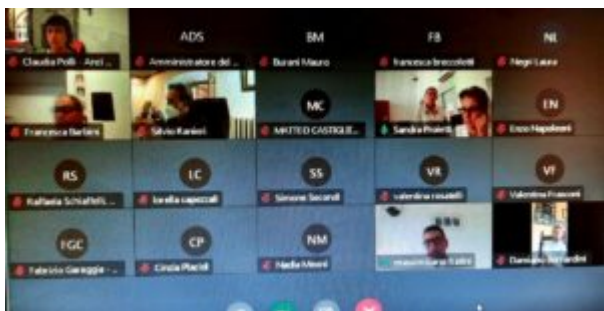 Claudia Polli - Arci ...
ADS
Amministratore del ...
BM
Burani Mauro
FB
francesca broccoletti
NL
Negri Laura
Francesca Barbieri
Silvio Ranieri
MC
MATTEO CASTIGLI...
Sandra Proietti
EN
Enzo Napoleoni
RS
Raffaela Schiaffelli, ...
LC
lorella capezzali
SS
Simone Secondi
VR
valentina rosatelli
VF
Valentina
FGC
Fabrizio Gareggia - ...
CP
Cinzia Placidi
NM
Nadia Meoni
massimiliano
Damiano Bernardini